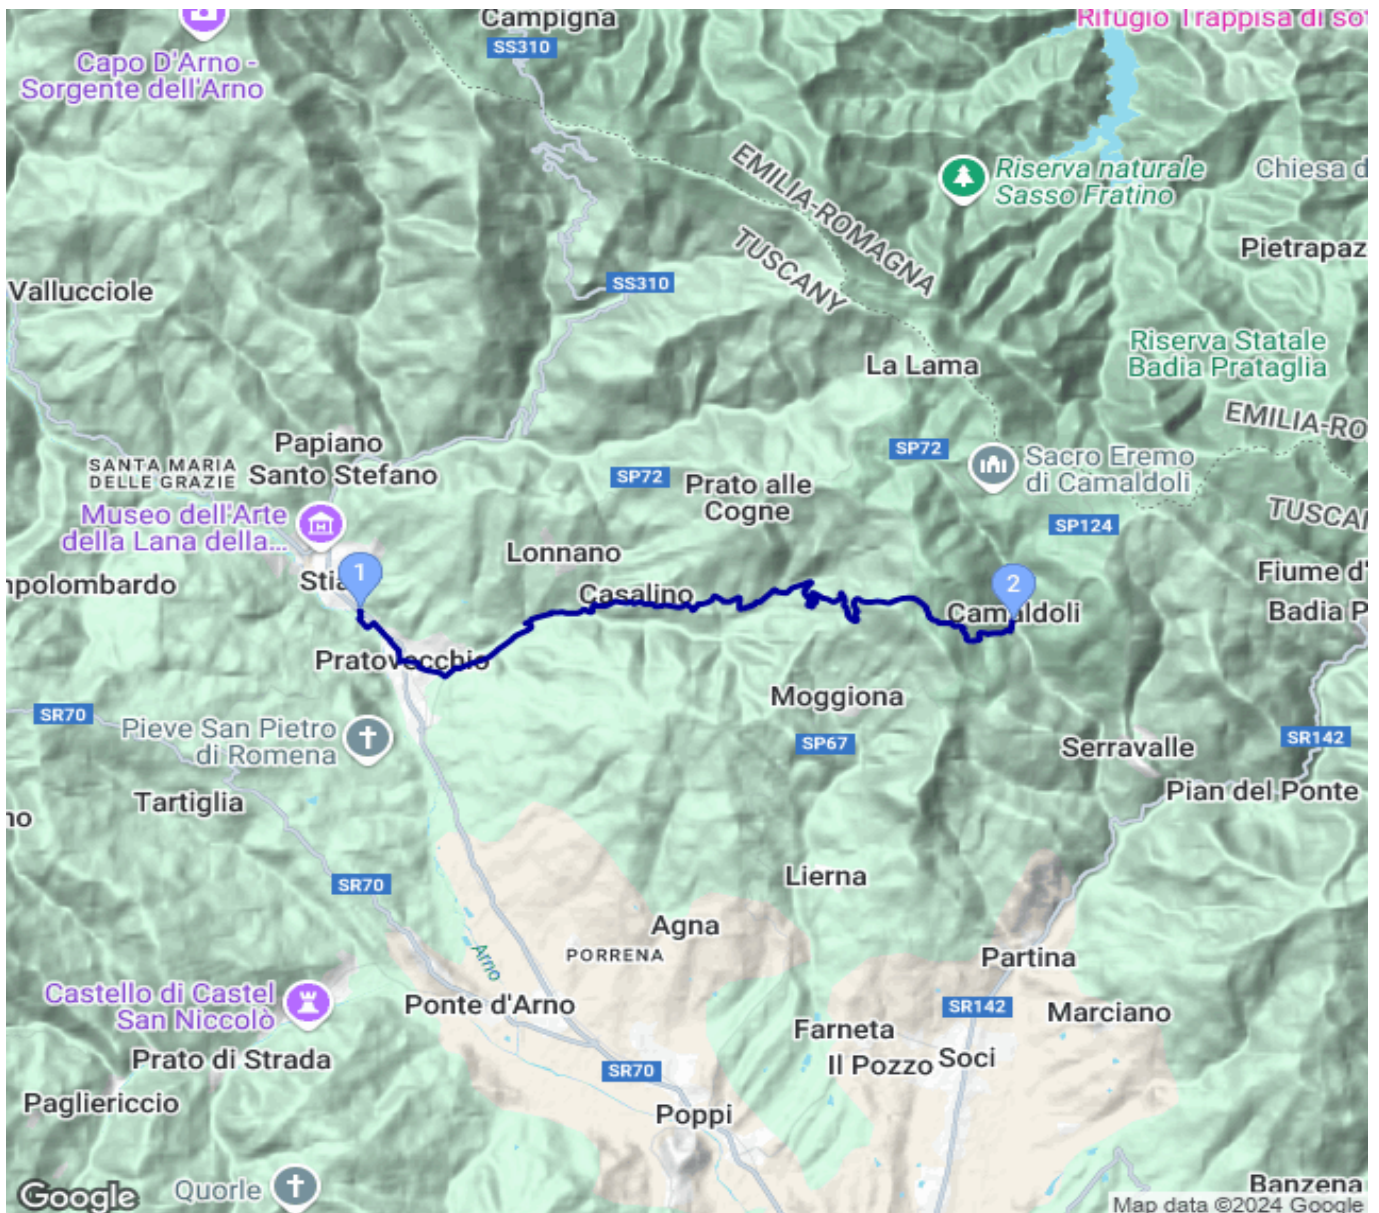 Campigna
Rifugio Trappisa di sot
SS310
Capo D'Arno -
Sorgente dell'Arno
EMILIA-ROMAGNA
TUSCANY
Riserva naturale
Sasso Fratino
Chiesa d
Pietrapaz
Vallucciole
SS310
Riserva Statale
Badia Prataglia
La Lama
EMILIA-RO
Papiano
SANTA MARIA
DELLE GRAZIE
Santo Stefano
SP72
SP72
Prato alle
Cogne
Sacro Eremo
di Camaldoli
TUSCAN
Museo dell'Arte
della Lana della...
SP124
Lonnano
mpolombardo
Stia
1
2
Casalino
Camaldoli
Fiume d'
Badia P
Pratovecchio
Moggiona
SR70
Pieve San Pietro
di Romena
SP67
Serravalle
SR142
Tartiglia
Pian del Ponte
no
SR70
Lierna
Agna
PORRENA
Arno
Partina
Castello di Castel
San Niccolò
Ponte d'Arno
SR142
Marciano
Farneta
Prato di Strada
SR70
Il Pozzo
Soci
Pagliericcio
Poppi
Google
Quorle
Banzena
Map data ©2024 Google